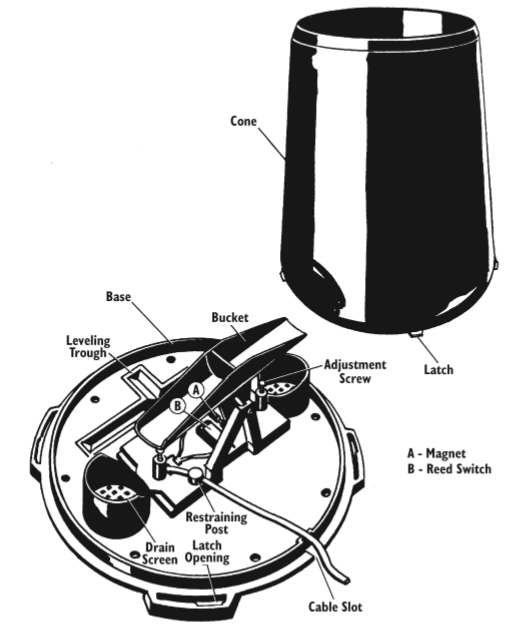 Cone
Base
Bucket
Leveling
Trough
Adjustment
Screw
Latch
A
B
A - Magnet
B - Reed Switch
Restraining
Post
Drain
Screen
Latch
Opening
Cable Slot